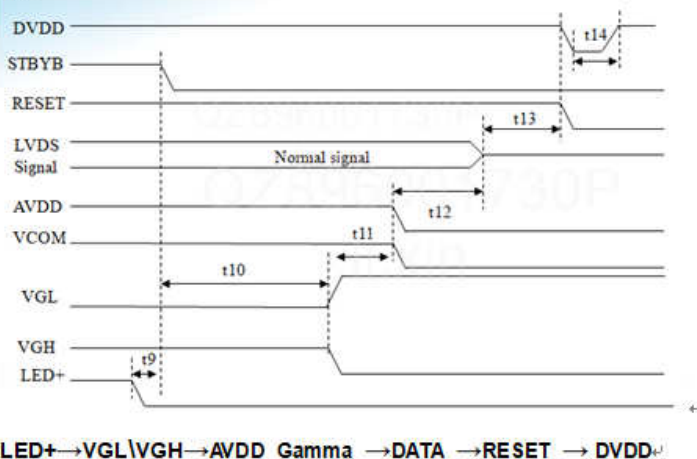 DVDD
t14
STBYB
RESET
t13
LVDS
Signal
Normal signal
AVDD
t12
VCOM
t11
t10
VGL
VGH
t9
LED+
LED+→VGL\VGH→AVDD Gamma →DATA →RESET → DVDD